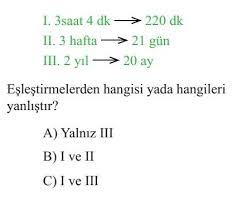 I. 3saat 4 dk → 220 dk
II. 3 hafta → 21 gün
III. 2 yıl → 20 ay
Eşleştirmelerden hangisi yada hangileri
yanlıştır?
A) Yalnız III
B) I ve II
C) I ve III